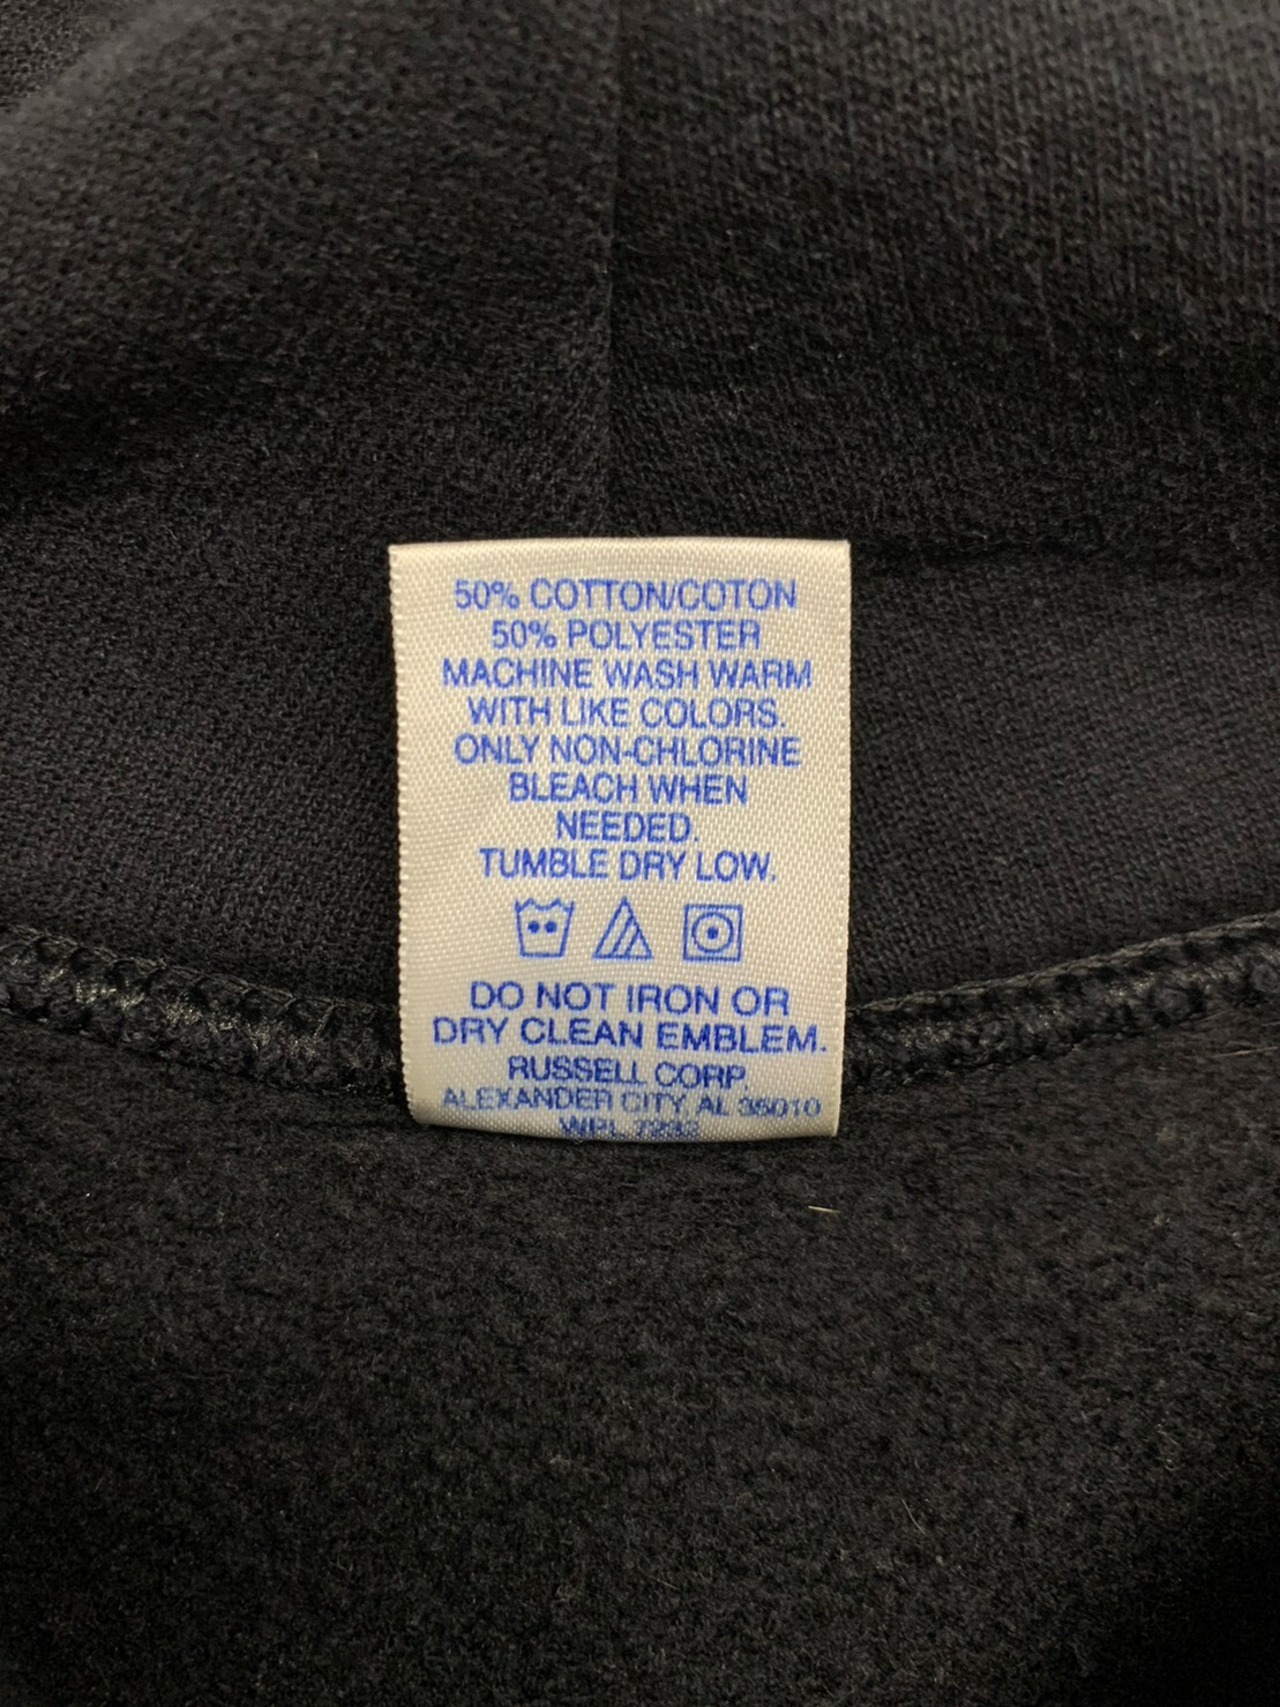 50% COTTON/COTON
50% POLYESTER
MACHINE WASH WARM
WITH LIKE COLORS.
ONLY NON-CHLORINE
BLEACH WHEN
NEEDED.
TUMBLE DRY LOW.
DO NOT IRON OR
DRY CLEAN EMBLEM.
RUSSELL CORP.
ALEXANDER CITY, AL 35010
WPL